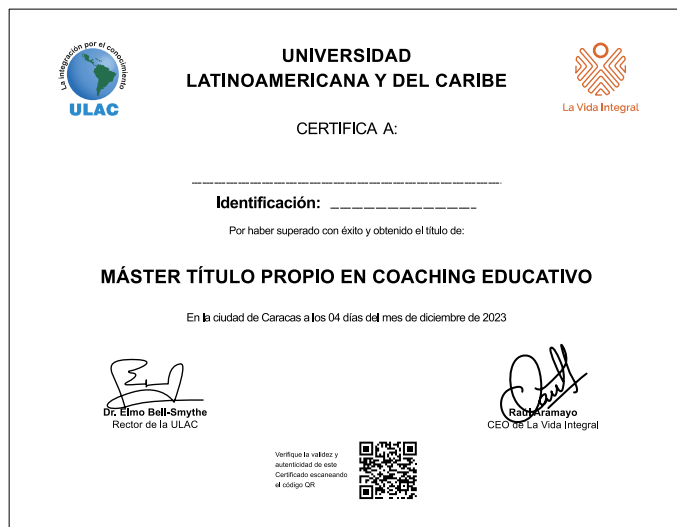 La integración por el conocimiento
ULAC
UNIVERSIDAD
LATINOAMERICANA Y DEL CARIBE
La Vida Integral
CERTIFICA A:
Identificación:
Por haber superado con éxito y obtenido el título de:
MÁSTER TÍTULO PROPIO EN COACHING EDUCATIVO
En la ciudad de Caracas a los 04 días del mes de diciembre de 2023
Dr. Elmo Bell-Smythe
Rector de la ULAC
Raúl Aramayo
CEO de La Vida Integral
Verifique la validez y
autenticidad de este
Certificado escaneando
el código QR